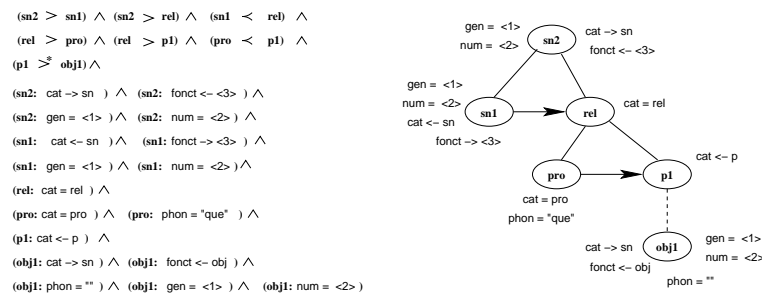 (sn2 > sn1) ∧ (sn2 > rel) ∧ (sn1 ≺ rel)
(rel > pro) ∧ (rel > p1) ∧ (pro ≺ p1) ∧
(p1 >* obj1) ∧
(sn2: cat -> sn ) ∧ (sn2: fonct <- <3> ) ∧
(sn2: gen = <1> ) ∧ (sn2: num = <2> ) ∧
(sn1: cat <- sn ) ∧ (sn1: fonct -> <3> ) ∧
(sn1: gen = <1> ) ∧ (sn1: num = <2> ) ∧
(rel: cat = rel ) ∧
(pro: cat = pro ) ∧ (pro: phon = "que" ) ∧
(p1: cat <- p ) ∧
(obj1: cat -> sn ) ∧ (obj1: fonct <- obj ) ∧
(obj1: phon = "" ) ∧ (obj1: gen = <1> ) ∧ (obj1: num = <2> )
gen = <1>
num = <2>
sn2
cat -> sn
fonct <- <3>
gen = <1>
num = <2>
cat <- sn
fonct -> <3>
sn1
rel
cat = rel
pro
cat = pro
phon = "que"
p1
cat <- p
cat -> sn
fonct <- obj
obj1
gen = <1>
num = <2>
phon = ""